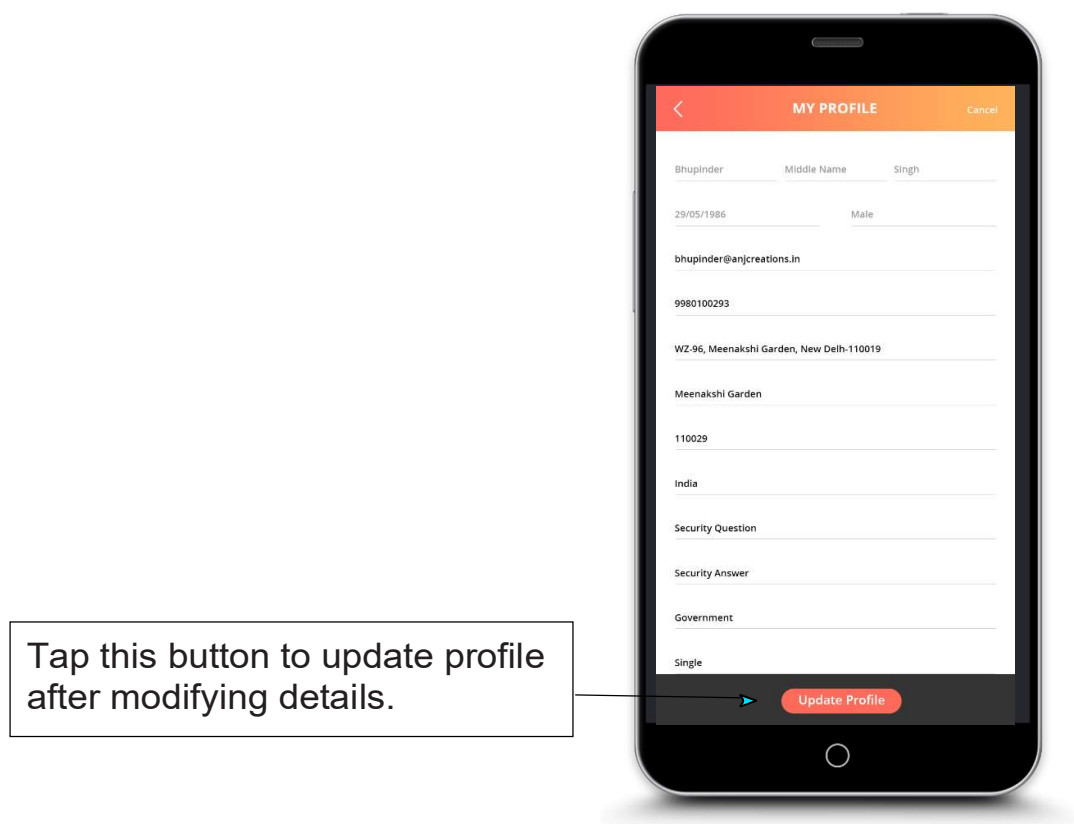 MY PROFILE Cancel
Bhupinder Middle Name Singh
29/05/1986 Male
bhupinder@anjcreations.in
9980100293
WZ-96, Meenakshi Garden, New Delh-110019
Meenakshi Garden
110029
India
Security Question
Security Answer
Government
Single
Update Profile
Tap this button to update profile
after modifying details.